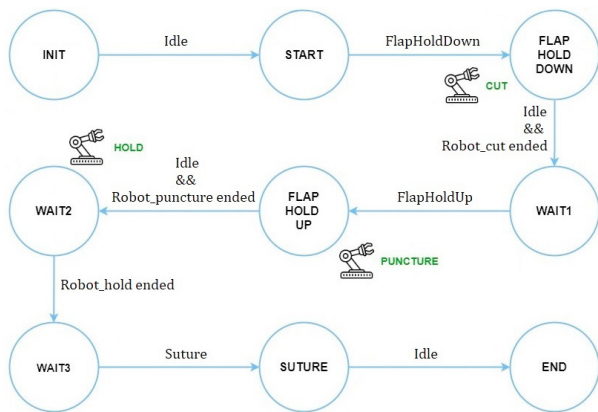 Idle
FlapHoldDown
INIT
START
FLAP
HOLD
DOWN
CUT
Idle
&&
Robot_cut ended
HOLD
Idle
&&
Robot_puncture ended
FlapHoldUp
WAIT2
FLAP
HOLD
UP
WAIT1
PUNCTURE
Robot_hold ended
Suture
Idle
WAIT3
SUTURE
END